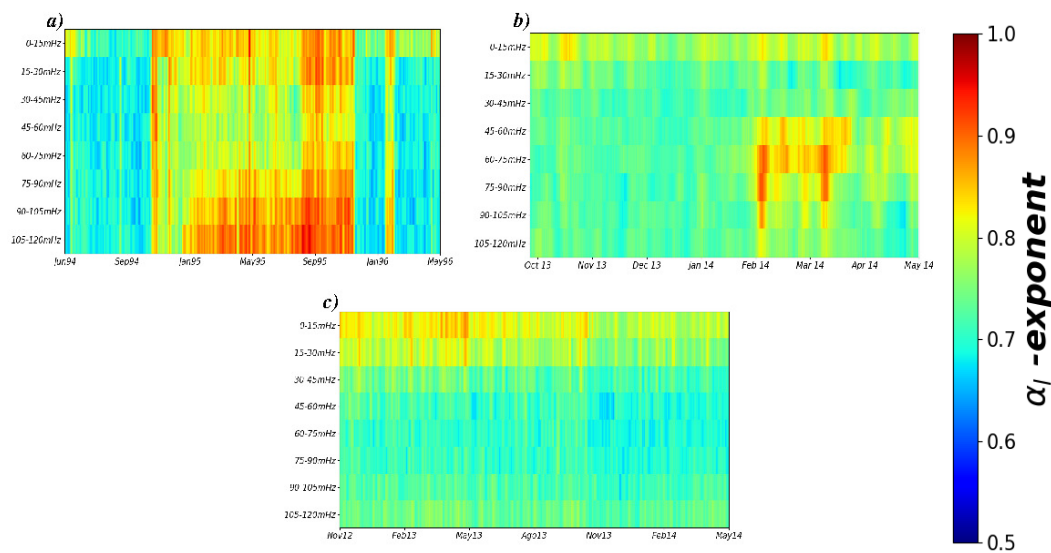 a)
0-15mHz
15-30mHz
30-45mHz
45-60mHz
60-75mHz
75-90mHz
90-105mHz
105-120mHz
Jun94 Sep94 Jan95 May95 Sep95 Jan96 May96
b)
0-15mHz
15-30mHz
30-45mHz
45-60mHz
60-75mHz
75-90mHz
90-105mHz
105-120mHz
Oct 13 Nov 13 Dec 13 Jan 14 Feb 14 Mar 14 Apr 14 May 14
c)
0-15mHz
15-30mHz
30-45mHz
45-60mHz
60-75mHz
75-90mHz
90-105mHz
105-120mHz
Nov12 Feb13 May13 Ago13 Nov13 Feb14 May14
1.0
0.9
0.8
0.7
0.6
0.5
α_l -exponent